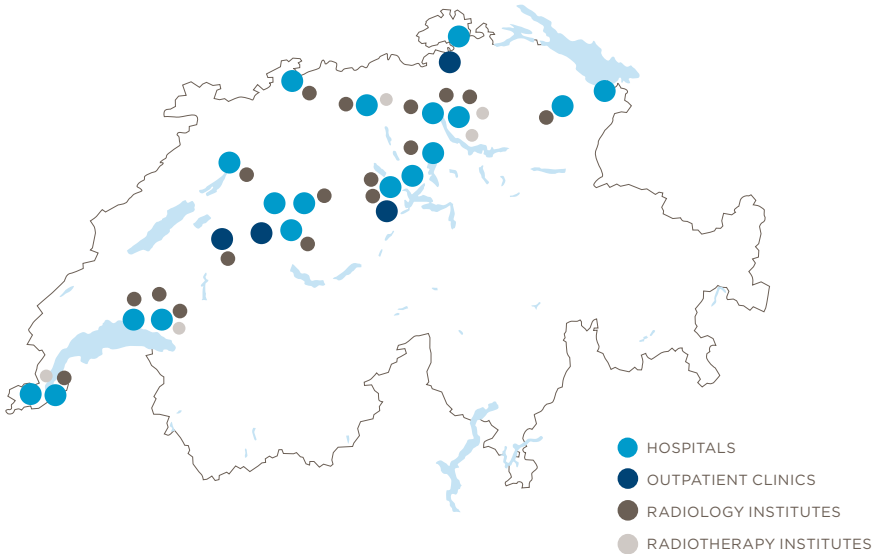 HOSPITALS
OUTPATIENT CLINICS
RADIOLOGY INSTITUTES
RADIOTHERAPY INSTITUTES